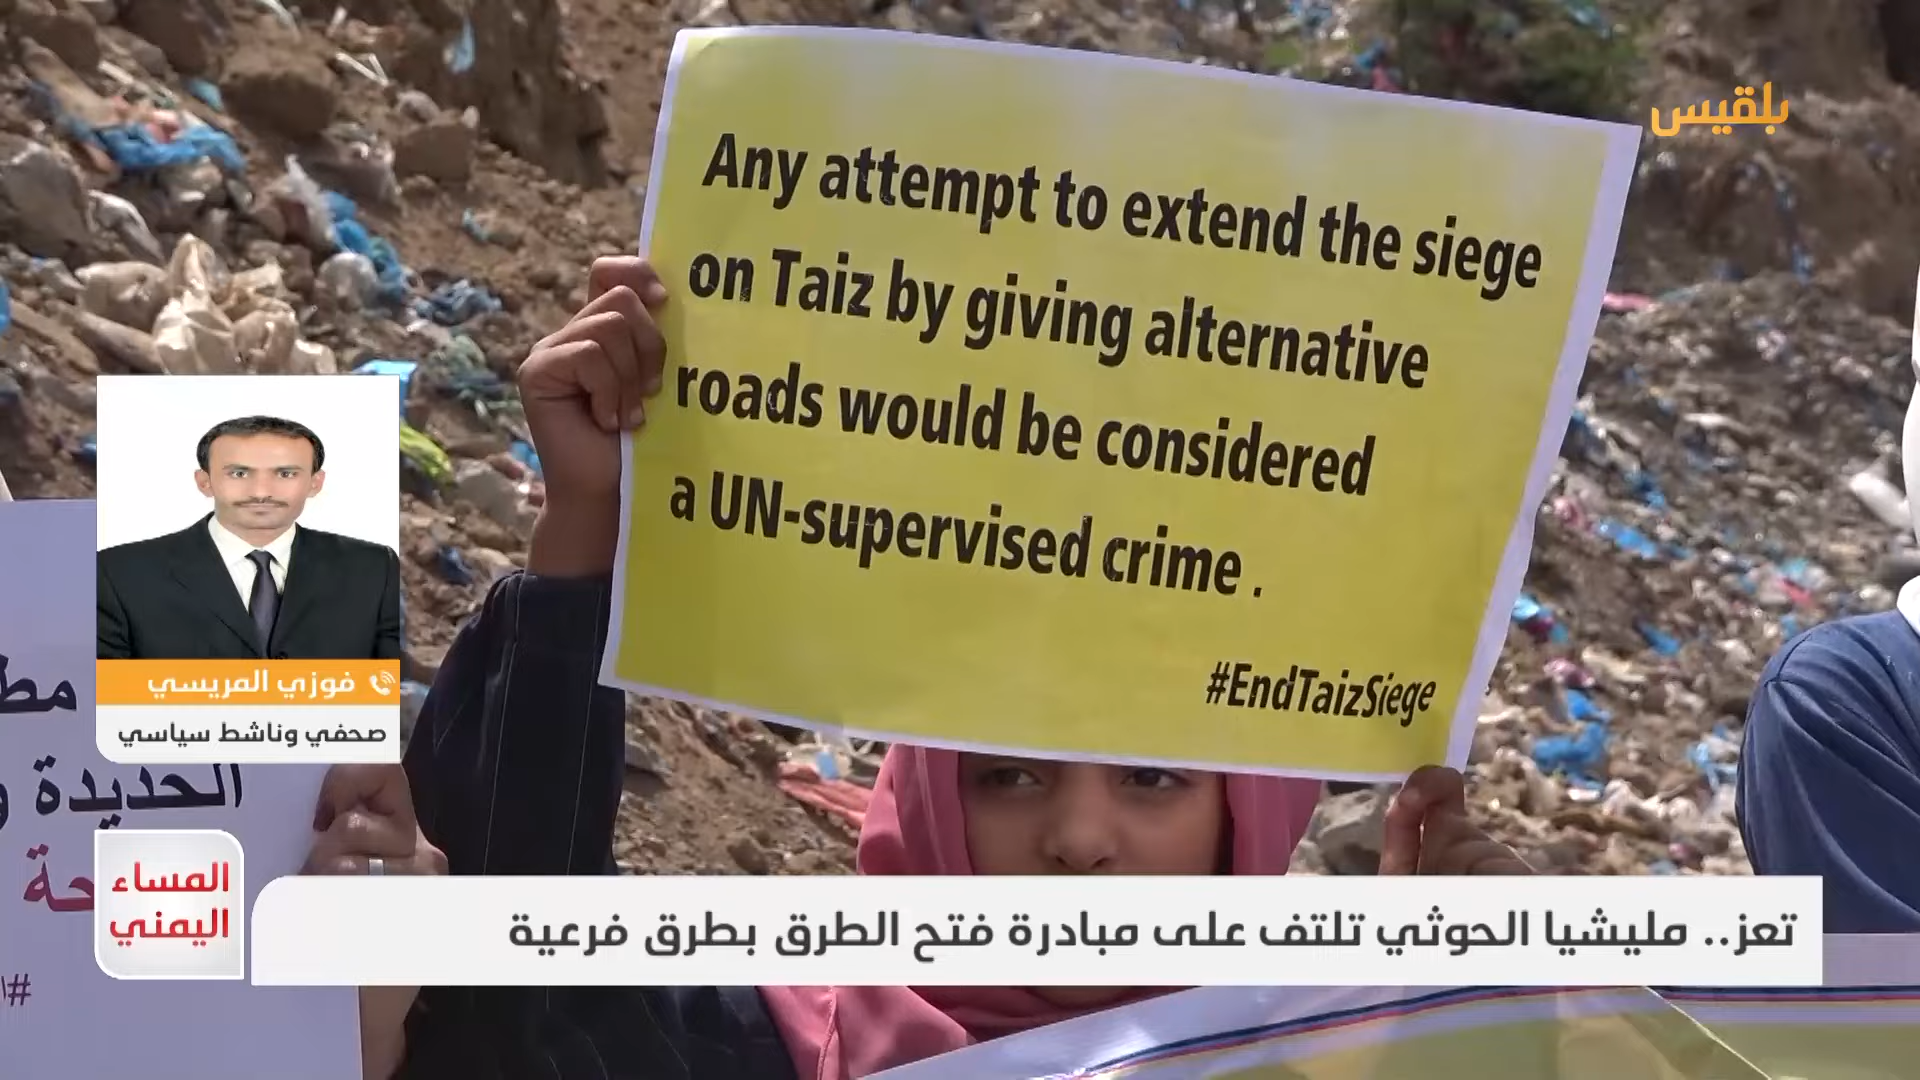 بلقيس
Any attempt to extend the siege
on Taiz by giving alternative
roads would be considered
a UN-supervised crime .
#EndTaizSiege
فوزي المريسي
صحفي وناشط سياسي
الحديدة
المساء
اليمني
تعز.. مليشيا الحوثي تلتف على مبادرة فتح الطرق بطرق فرعية